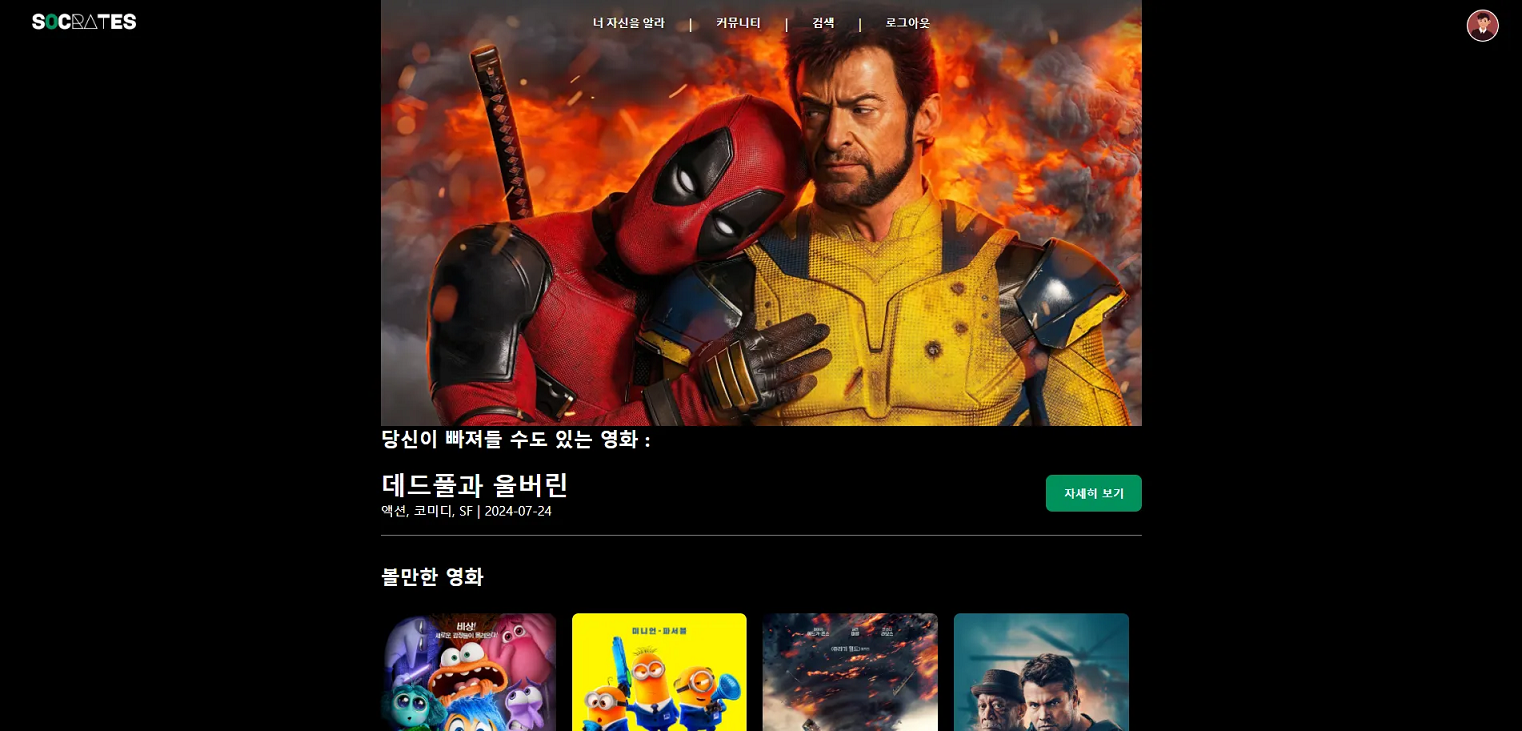 SOCRATES
너 자신을 알라 | 커뮤니티 | 검색 | 로그아웃
당신이 빠져들 수도 있는 영화 :
데드풀과 울버린
액션, 코미디, SF | 2024-07-24
자세히 보기
볼만한 영화
비상!
새로운 감정들이 몰려온다!
미니언·파서블